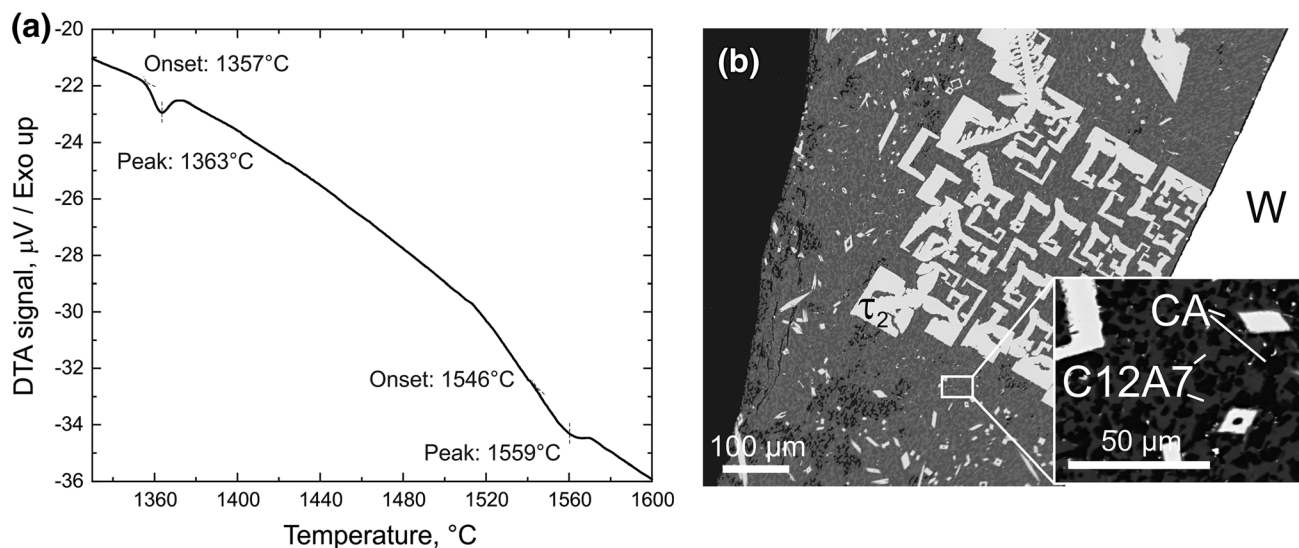 (a)
-20
-22
-24
-26
-28
-30
-32
-34
-36
DTA signal, μV / Exo up
Onset: 1357°C
Peak: 1363°C
Onset: 1546°C
Peak: 1559°C
1360
1400
1440
1480
1520
1560
1600
Temperature, °C
(b)
W
τ2
CA
C12A7
50 μm
100 μm